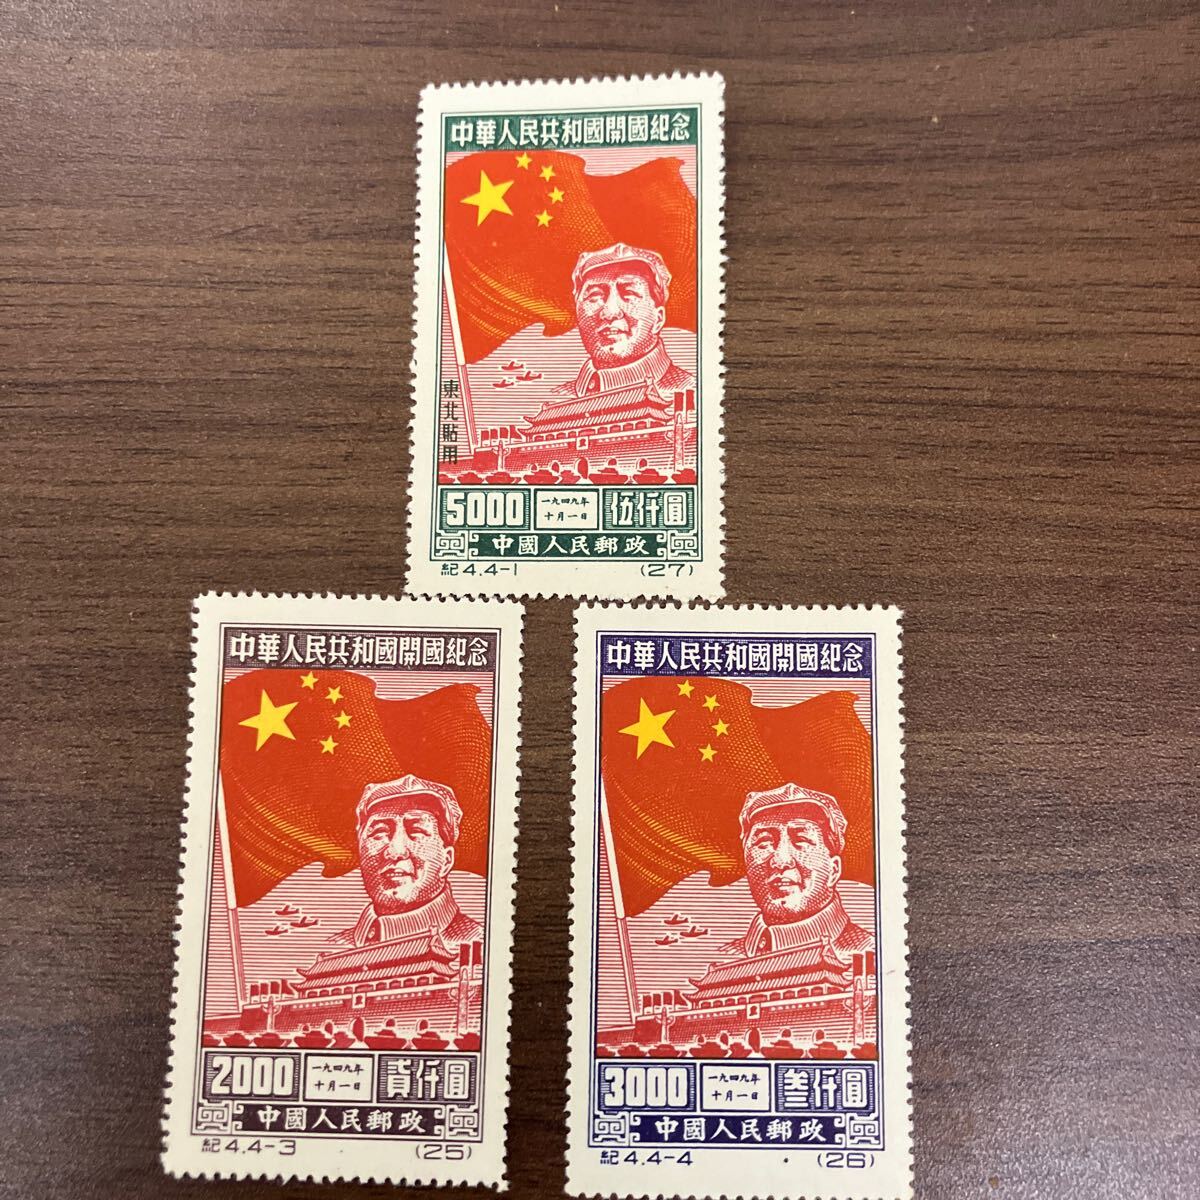 中華人民共和國開國紀念
東北貼用
5000 一九四九年 伍仟圓
十月一日
中國人民郵政
紀4.4-1 (27)
中華人民共和國開國紀念
2000 一九四九年 貳仟圓
十月一日
中國人民郵政
紀4.4-3 (25)
中華人民共和國開國紀念
3000 一九四九年 叁仟圓
十月一日
中國人民郵政
紀4.4-4 (26)